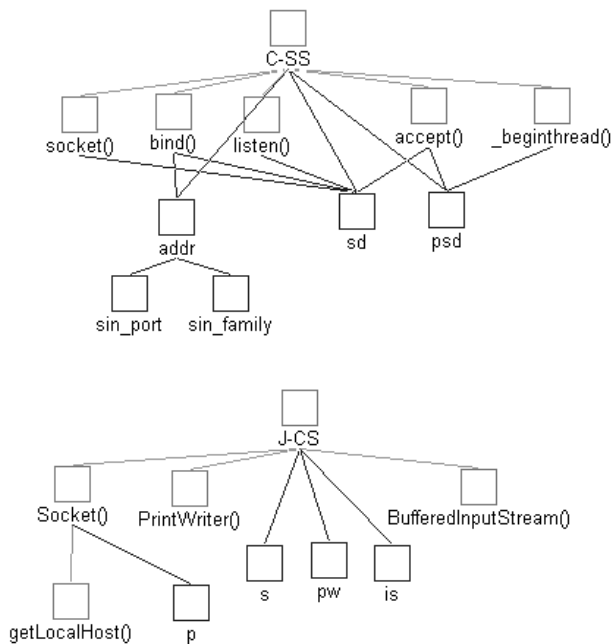 C-SS
socket() bind() listen() accept() _beginthread()
addr sd psd
sin_port sin_family
J-CS
Socket() PrintWriter() BufferedInputStream()
s pw is
getLocalHost() p